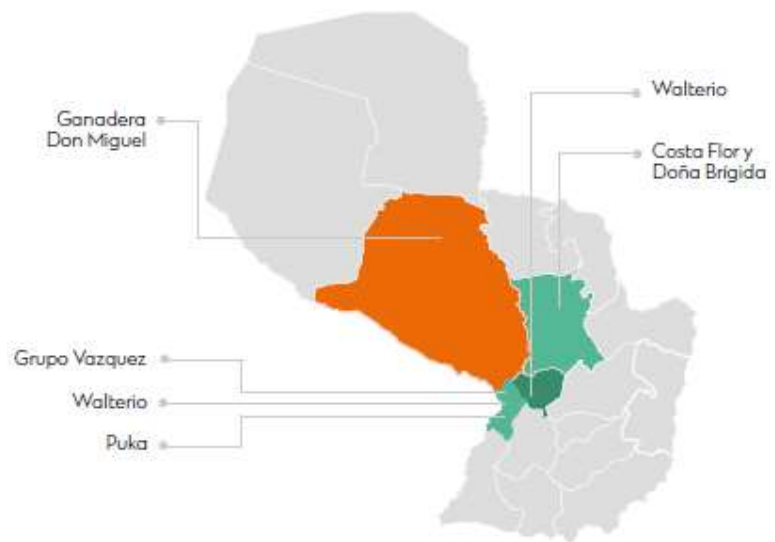 Ganadera
Don Miguel
Walterio
Costa Flor y
Doña Brígida
Grupo Vazquez
Walterio
Puka